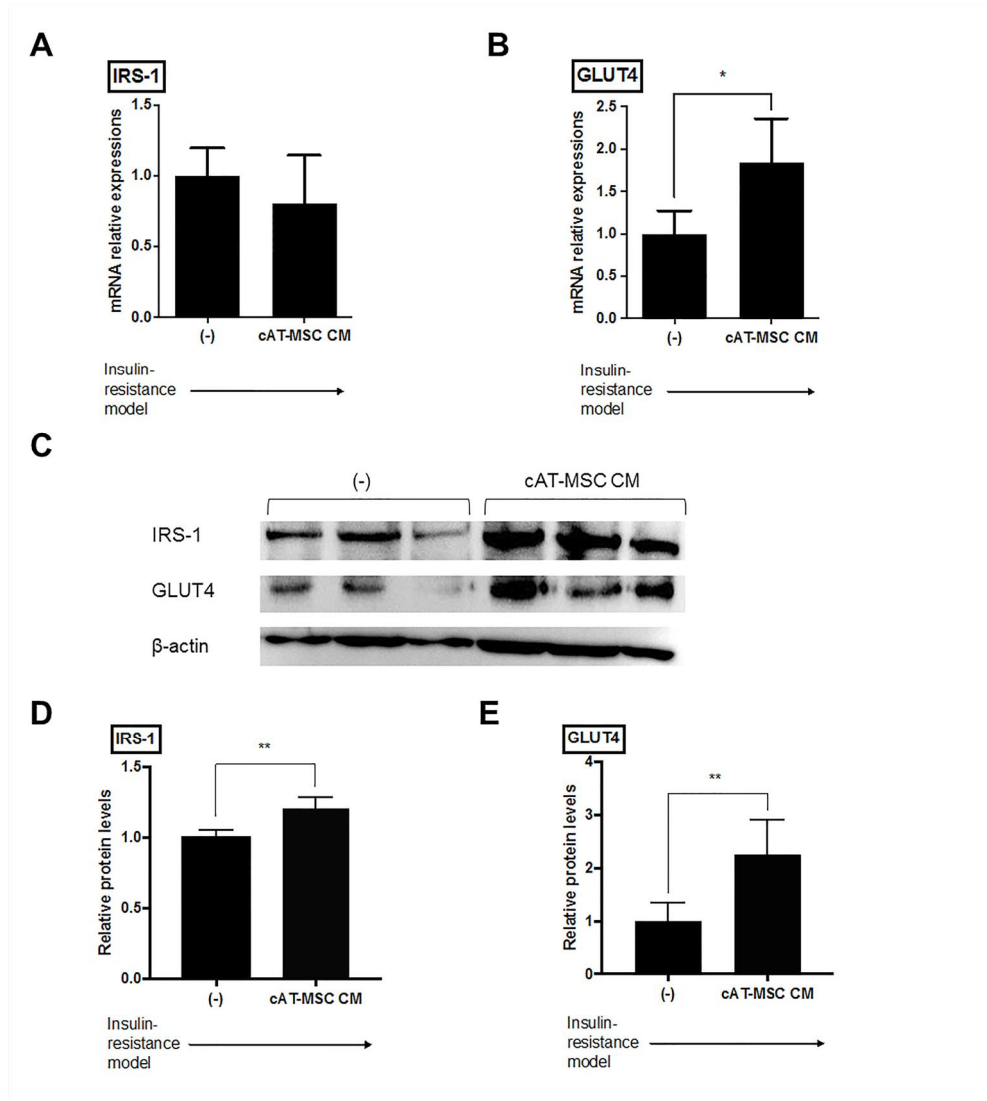 A
IRS-1
mRNA relative expressions
1.5
1.0
0.5
0.0
(-)
cAT-MSC CM
Insulin-
resistance
model
B
GLUT4
*
mRNA relative expressions
2.5
2.0
1.5
1.0
0.5
0.0
(-)
cAT-MSC CM
Insulin-
resistance
model
C
(-)
cAT-MSC CM
IRS-1
GLUT4
β-actin
D
IRS-1
**
Relative protein levels
1.5
1.0
0.5
0.0
(-)
cAT-MSC CM
Insulin-
resistance
model
E
GLUT4
**
Relative protein levels
4
3
2
1
0
(-)
cAT-MSC CM
Insulin-
resistance
model